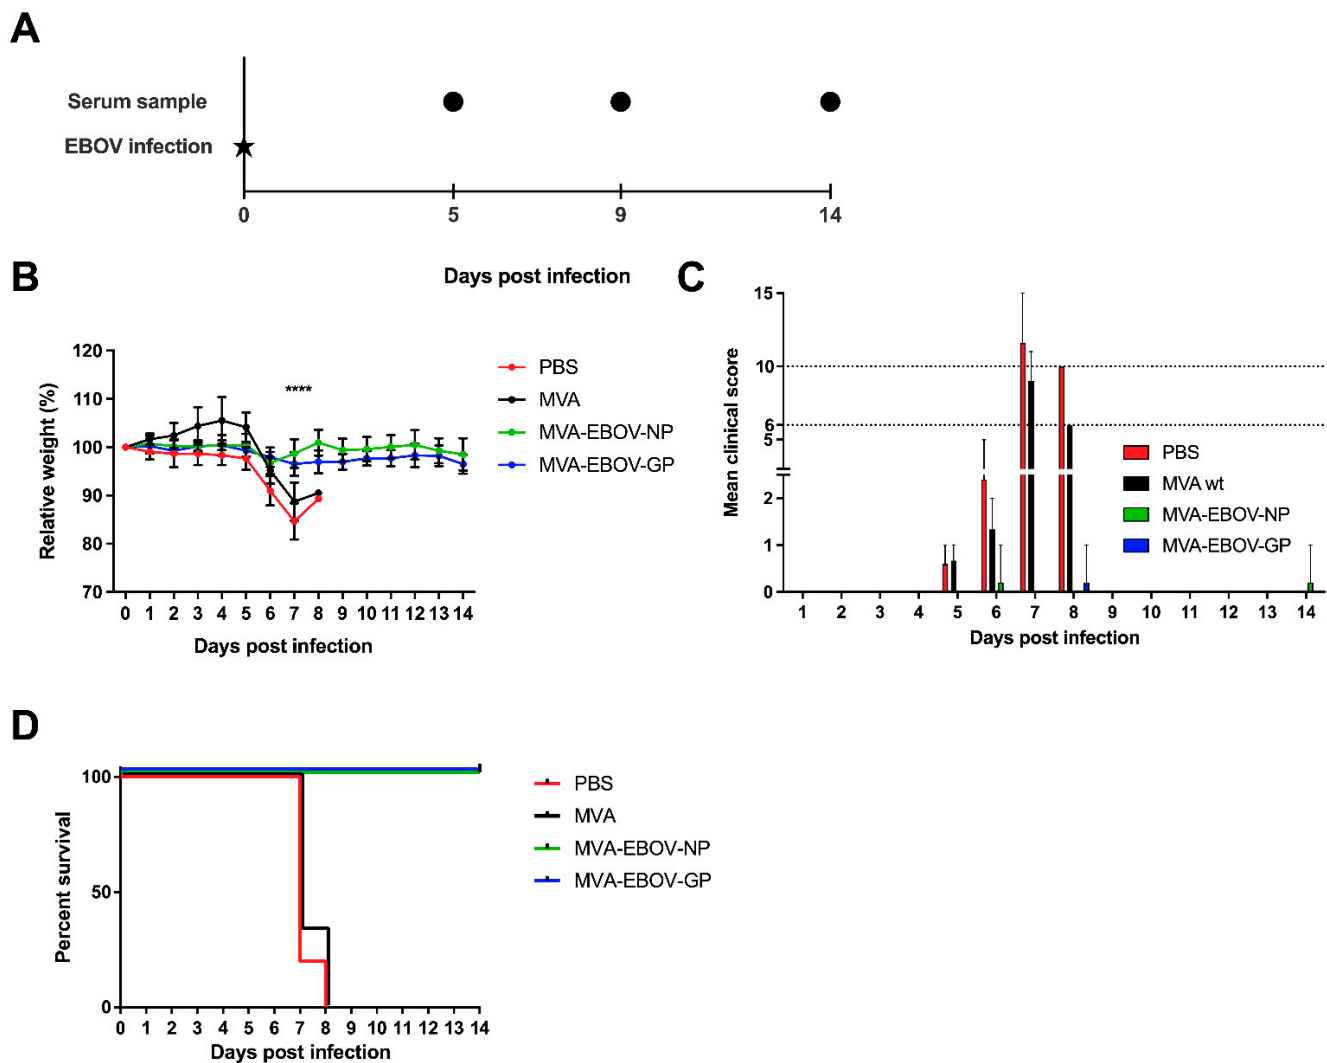 A
Serum sample
EBOV infection
0 5 9 14
Days post infection
B
120
110
100
90
80
70
Relative weight (%)
****
0 1 2 3 4 5 6 7 8 9 10 11 12 13 14
Days post infection
PBS
MVA
MVA-EBOV-NP
MVA-EBOV-GP
C
15
10
6
5
2
1
0
Mean clinical score
1 2 3 4 5 6 7 8 9 10 11 12 13 14
Days post infection
PBS
MVA wt
MVA-EBOV-NP
MVA-EBOV-GP
D
100
50
0
Percent survival
0 1 2 3 4 5 6 7 8 9 10 11 12 13 14
Days post infection
PBS
MVA
MVA-EBOV-NP
MVA-EBOV-GP